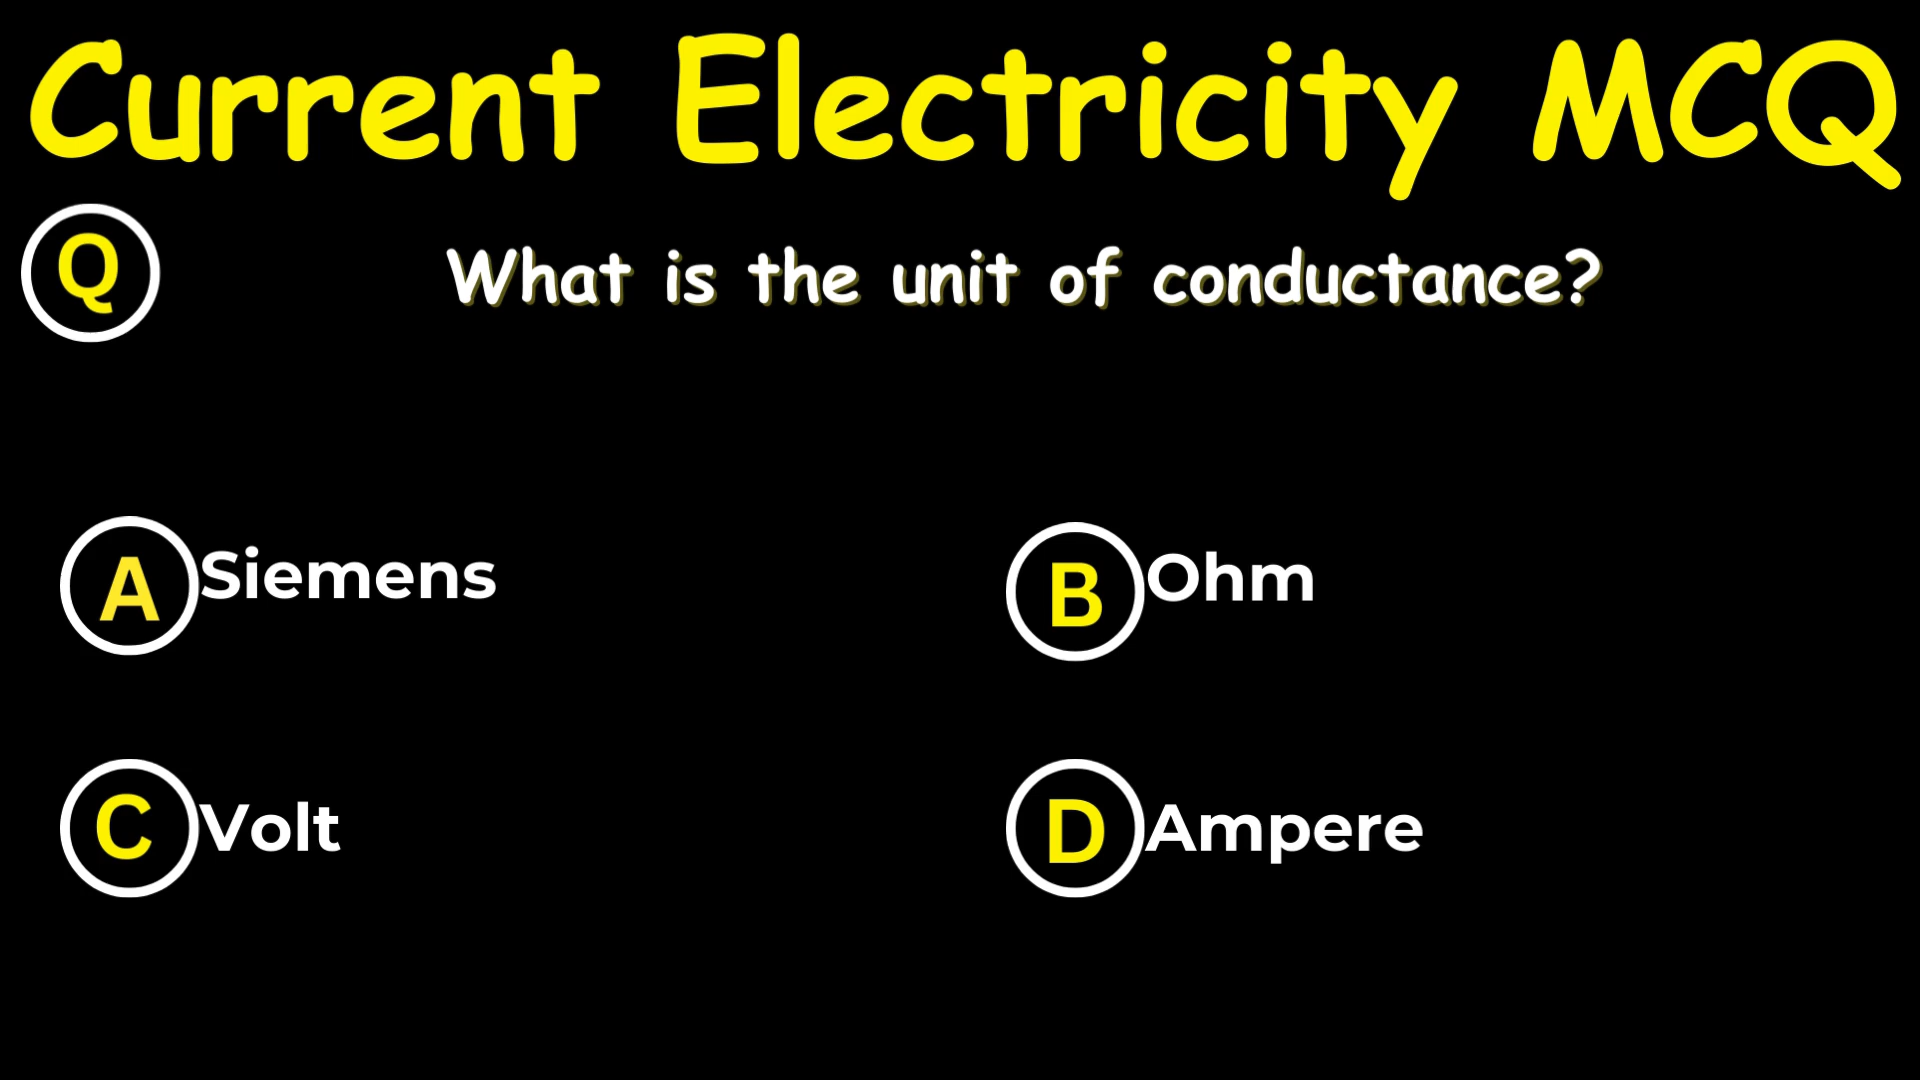 Current Electricity MCQ
Q What is the unit of conductance?
A Siemens
B Ohm
C Volt
D Ampere